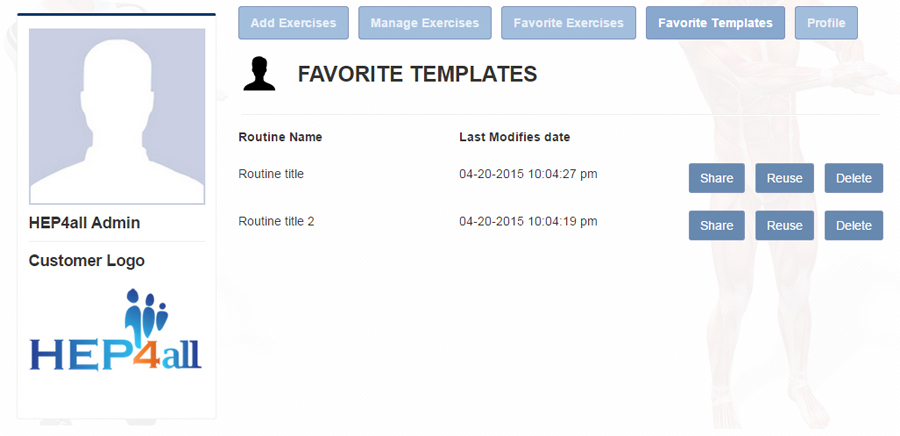 Add Exercises
Manage Exercises
Favorite Exercises
Favorite Templates
Profile
FAVORITE TEMPLATES
Routine Name Last Modifies date
Routine title 04-20-2015 10:04:27 pm Share Reuse Delete
Routine title 2 04-20-2015 10:04:19 pm Share Reuse Delete
HEP4all Admin
Customer Logo
HEP4all